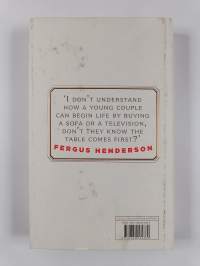 'I DON'T UNDERSTAND
HOW A YOUNG COUPLE
CAN BEGIN LIFE BY BUYING
A SOFA OR A TELEVISION,
DON'T THEY KNOW THE
TABLE COMES FIRST?'
FERGUS HENDERSON